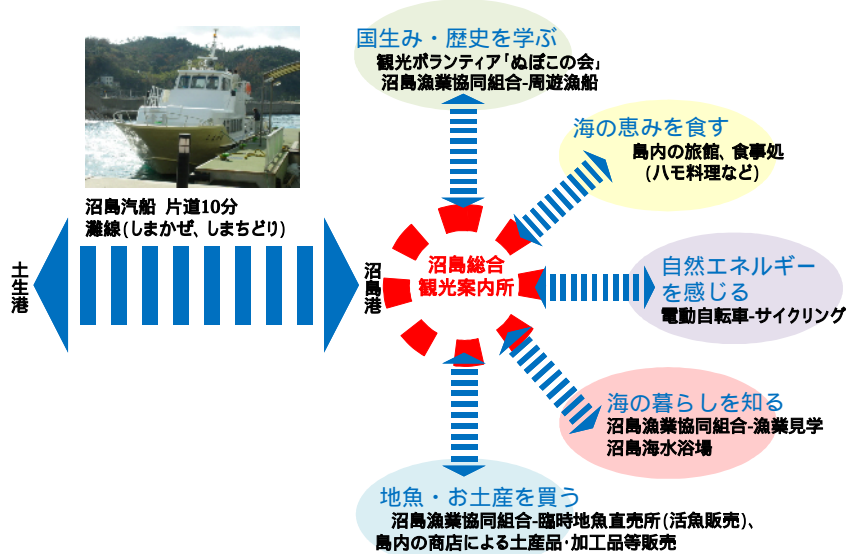 国生み・歴史を学ぶ
観光ボランティア「ぬぼこの会」
沼島漁業協同組合-周遊漁船
海の恵みを食す
島内の旅館、食事処
(ハモ料理など)
沼島汽船 片道10分
灘線(しまかぜ、しまちどり)
土生港
沼島港
沼島総合
観光案内所
自然エネルギー
を感じる
電動自転車-サイクリング
海の暮らしを知る
沼島漁業協同組合-漁業見学
沼島海水浴場
地魚・お土産を買う
沼島漁業協同組合-臨時地魚直売所(活魚販売)、
島内の商店による土産品・加工品等販売